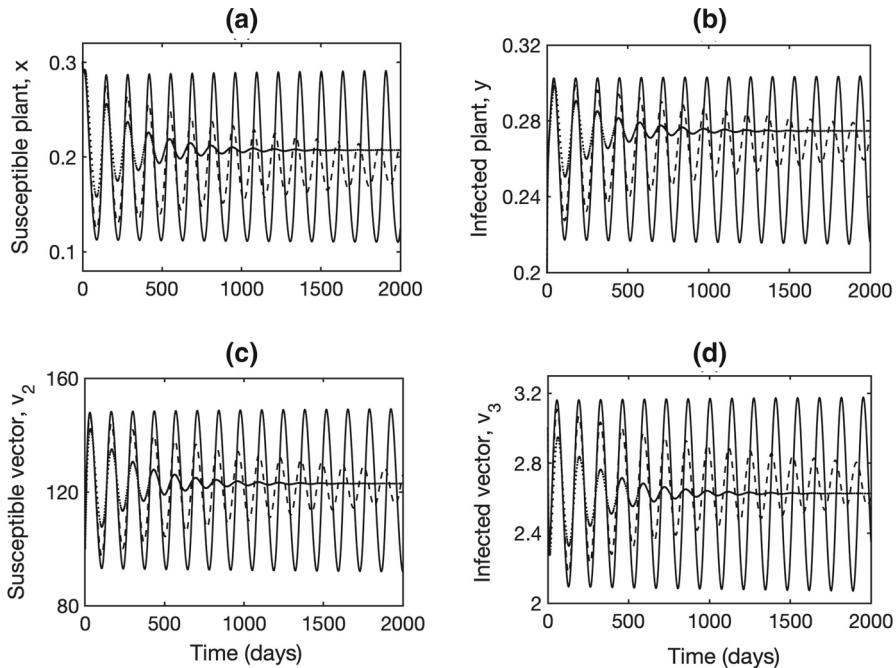 (a)
Susceptible plant, x
0.3
0.2
0.1
0 500 1000 1500 2000
(b)
Infected plant, y
0.32
0.28
0.24
0.2
0 500 1000 1500 2000
(c)
Susceptible vector, v_2
160
120
80
0 500 1000 1500 2000
Time (days)
(d)
Infected vector, v_3
3.2
2.8
2.4
2
0 500 1000 1500 2000
Time (days)